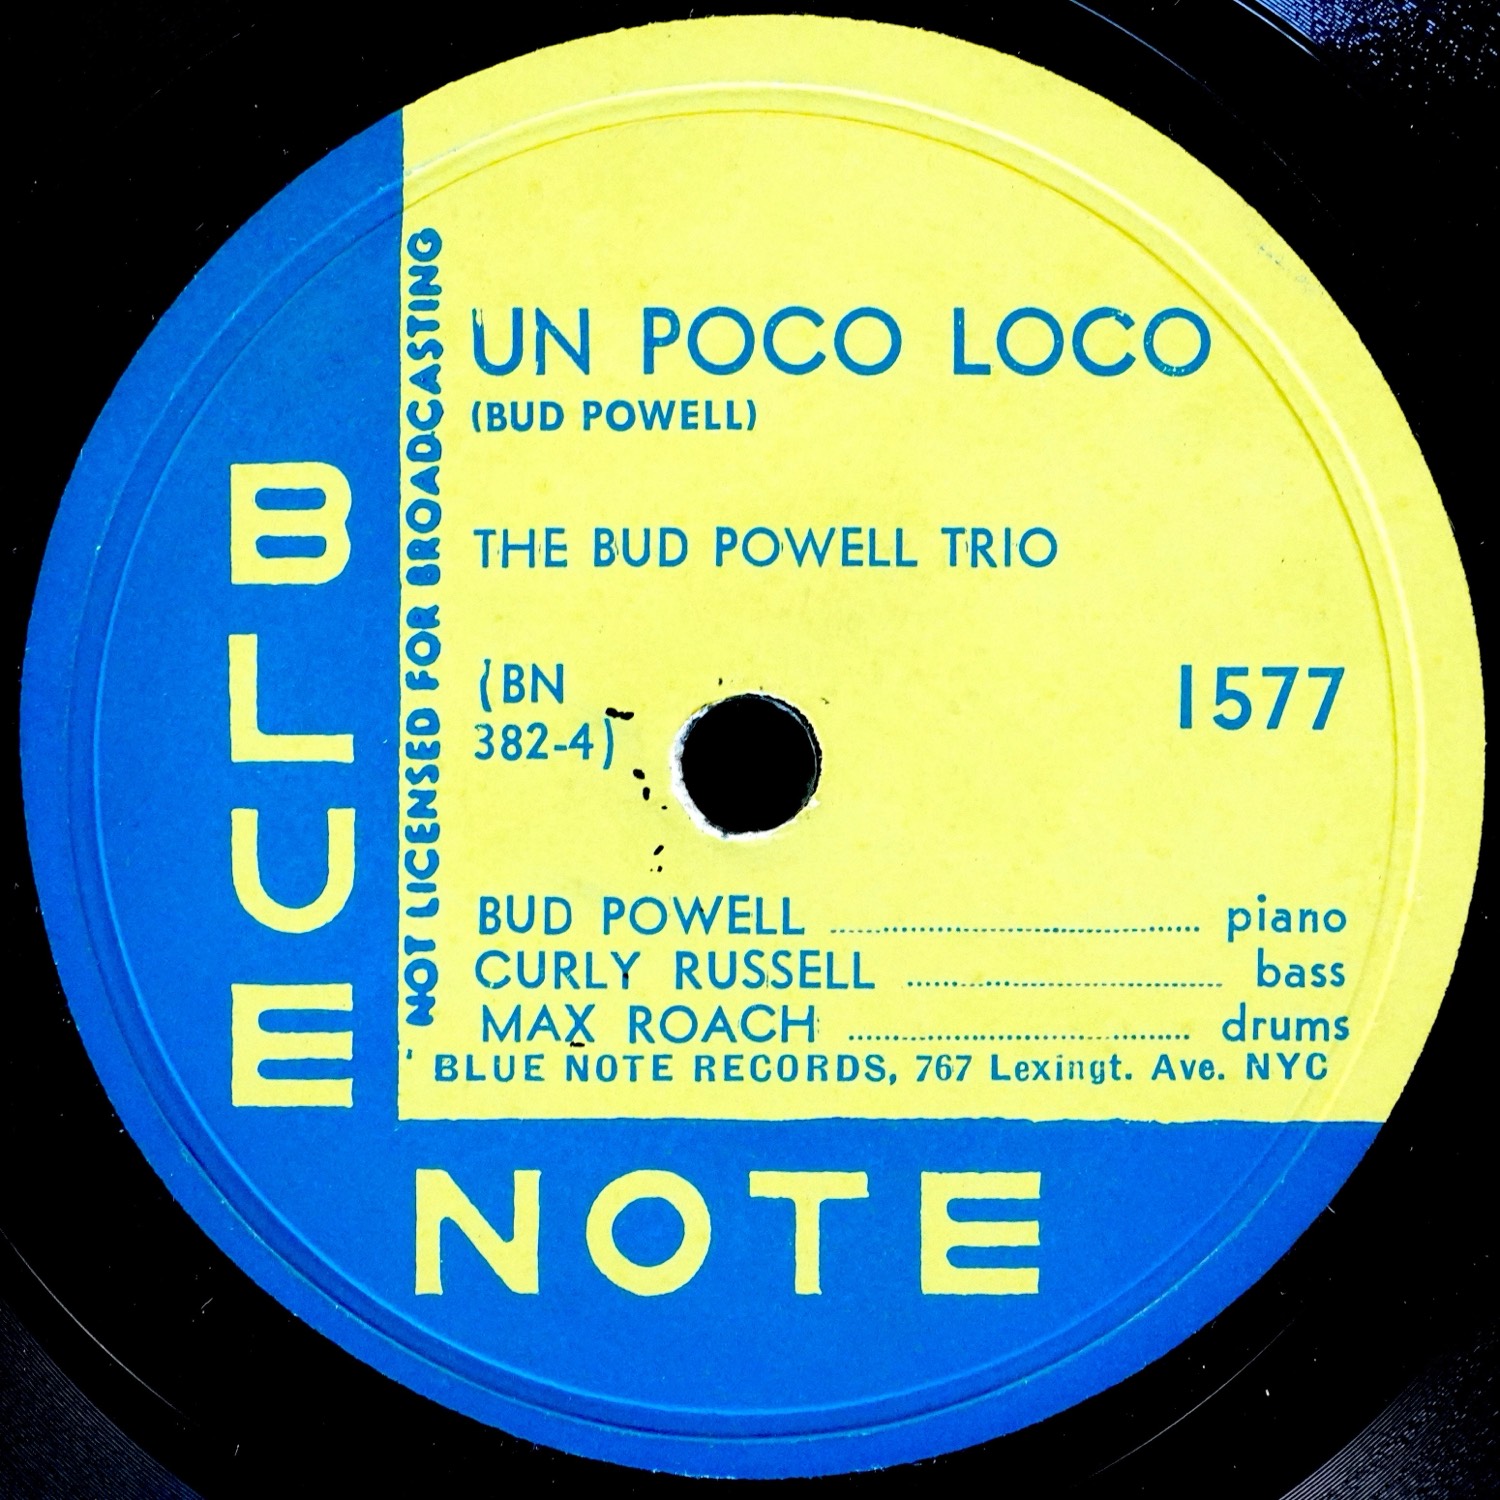 UN POCO LOCO
(BUD POWELL)
THE BUD POWELL TRIO
(BN
382-4)
1577
BUD POWELL ........ piano
CURLY RUSSELL ........ bass
MAX ROACH ........ drums
BLUE NOTE RECORDS, 767 Lexingt. Ave. NYC
NOT LICENSED FOR BROADCASTING
BLUE
NOTE